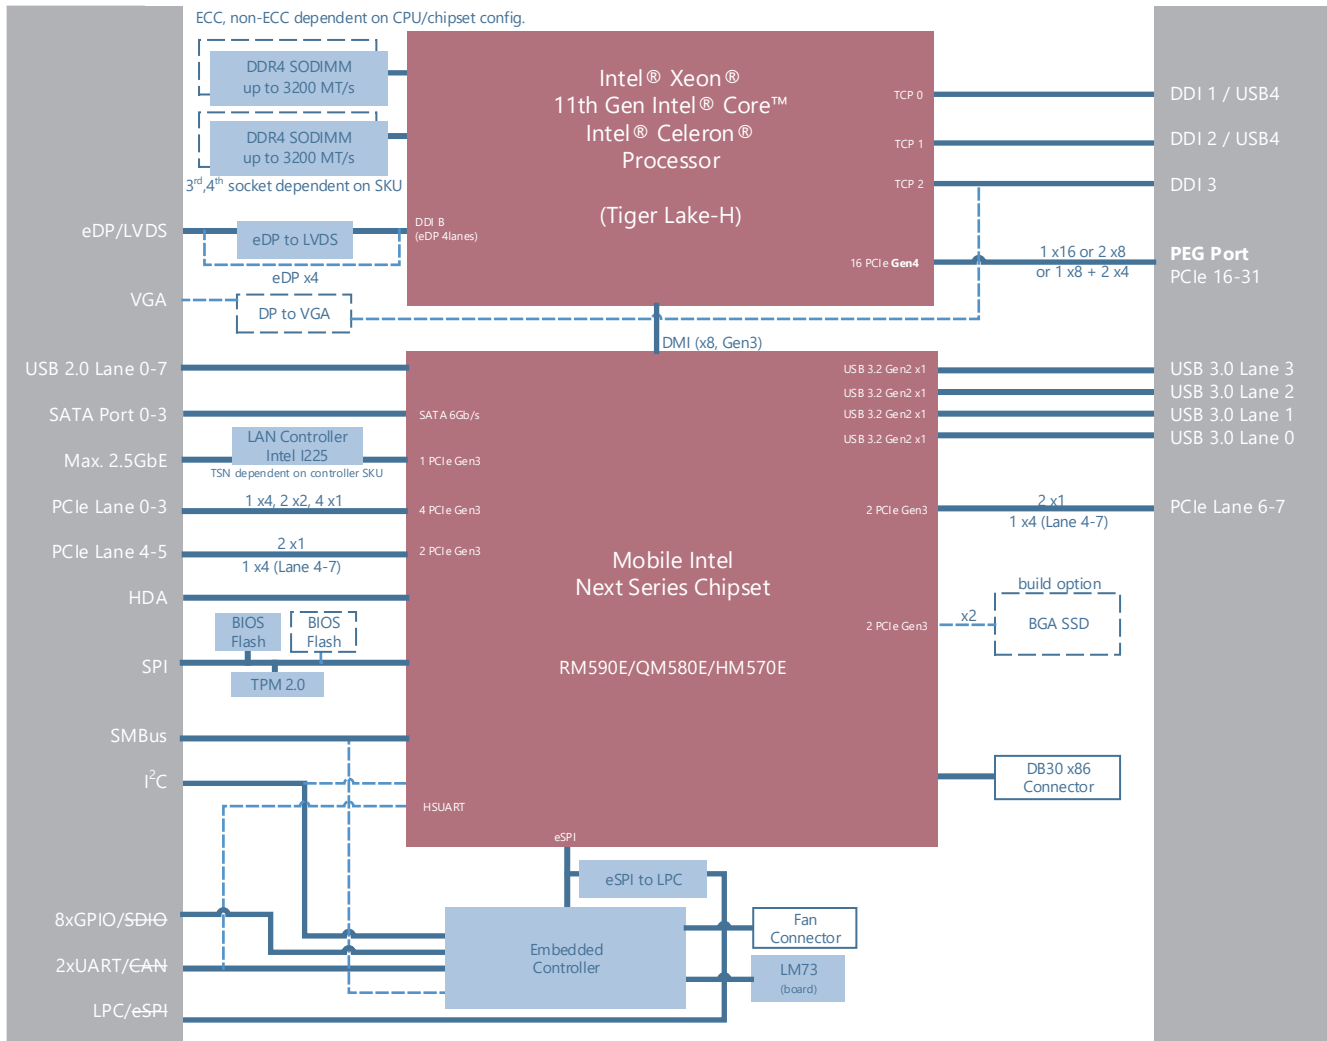 ECC, non-ECC dependent on CPU/chipset config.
DDR4 SODIMM
up to 3200 MT/s
DDR4 SODIMM
up to 3200 MT/s
3rd,4th socket dependent on SKU
Intel® Xeon®
11th Gen Intel® Core™
Intel® Celeron®
Processor
(Tiger Lake-H)
TCP 0
TCP 1
TCP 2
16 PCIe Gen4
DDI B
(eDP 4lanes)
DDI 1 / USB4
DDI 2 / USB4
DDI 3
1 x16 or 2 x8
or 1 x8 + 2 x4
PEG Port
PCIe 16-31
eDP/LVDS
eDP to LVDS
eDP x4
VGA
DP to VGA
DMI (x8, Gen3)
USB 2.0 Lane 0-7
SATA Port 0-3
SATA 6Gb/s
LAN Controller
Intel I225
Max. 2.5GbE
TSN dependent on controller SKU
1 PCIe Gen3
PCIe Lane 0-3
1 x4, 2 x2, 4 x1
4 PCIe Gen3
PCIe Lane 4-5
2 x1
1 x4 (Lane 4-7)
2 PCIe Gen3
HDA
BIOS
Flash
BIOS
Flash
SPI
TPM 2.0
SMBus
I2C
HSUART
Mobile Intel
Next Series Chipset
RM590E/QM580E/HM570E
USB 3.2 Gen2 x1
USB 3.2 Gen2 x1
USB 3.2 Gen2 x1
USB 3.2 Gen2 x1
USB 3.0 Lane 3
USB 3.0 Lane 2
USB 3.0 Lane 1
USB 3.0 Lane 0
2 PCIe Gen3
2 x1
1 x4 (Lane 4-7)
PCIe Lane 6-7
build option
2 PCIe Gen3
x2
BGA SSD
DB30 x86
Connector
eSPI
eSPI to LPC
8xGPIO/SDIO
2xUART/CAN
LPC/eSPI
Embedded
Controller
Fan
Connector
LM73
(board)